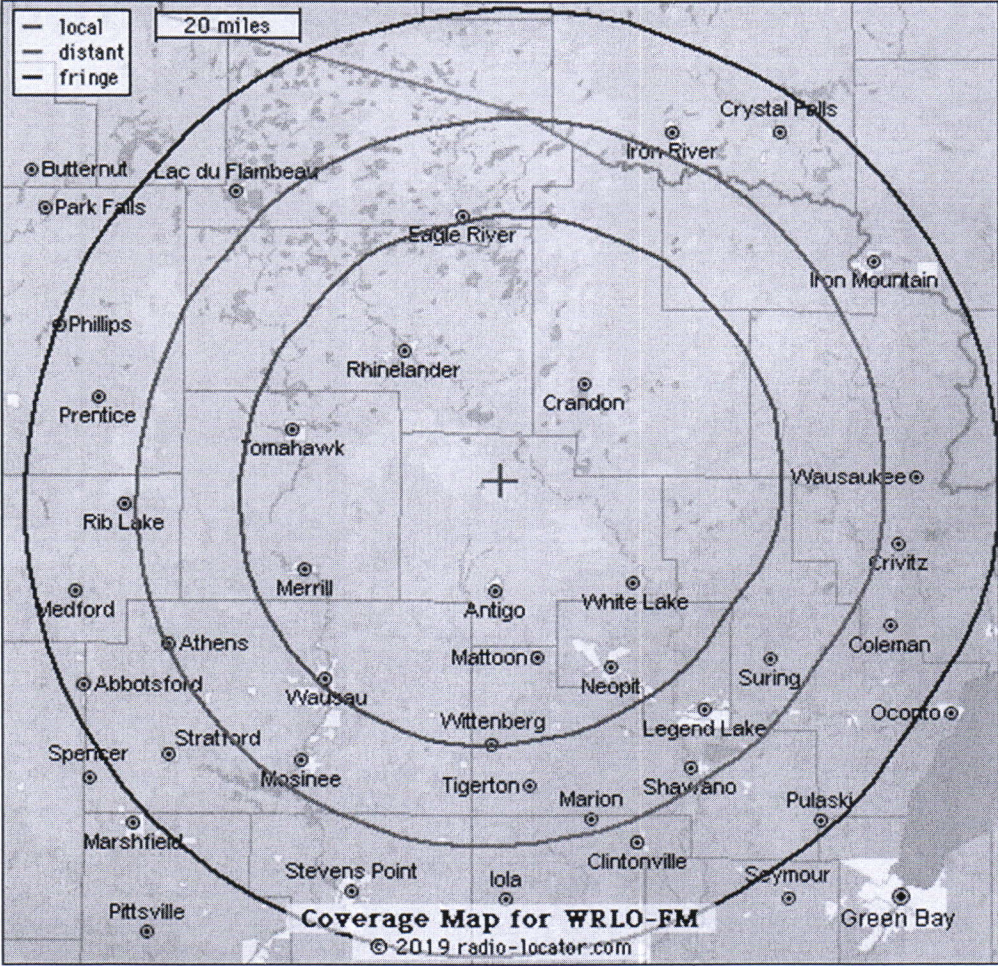 local
distant
fringe
20 miles
Crystal Falls
Iron River
Butternut
Lac du Flambeau
Park Falls
Eagle River
Iron Mountain
Phillips
Rhinelander
Crandon
Prentice
Tomahawk
Wausaukee
Rib Lake
Crivitz
Merrill
Antigo
White Lake
Medford
Coleman
Athens
Mattoon
Suring
Neopit
Abbotsford
Wausau
Oconto
Wittenberg
Legend Lake
Stratford
Spencer
Mosinee
Tigerton
Shawano
Marion
Pulaski
Marshfield
Clintonville
Stevens Point
Iola
Seymour
Pittsville
Green Bay
Coverage Map for WRLO-FM
© 2019 radio-locator.com